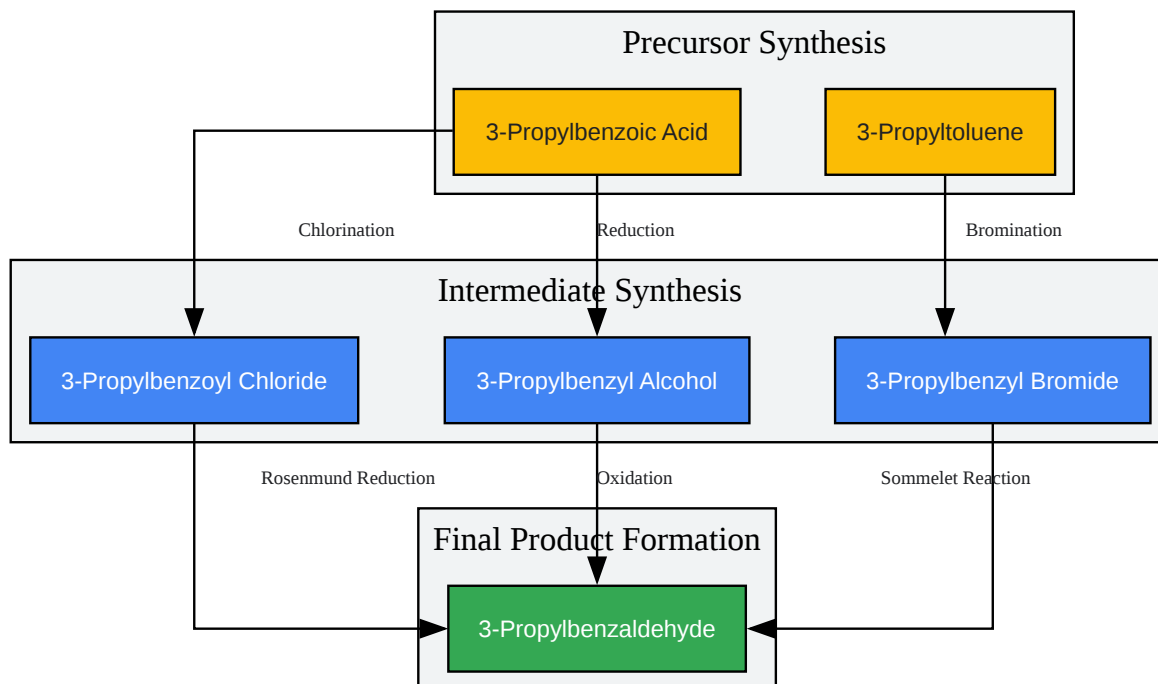 Precursor Synthesis
3-Propylbenzoic Acid
3-Propyltoluene
Chlorination
Reduction
Bromination
Intermediate Synthesis
3-Propylbenzoyl Chloride
3-Propylbenzyl Alcohol
3-Propylbenzyl Bromide
Rosenmund Reduction
Oxidation
Sommelet Reaction
Final Product Formation
3-Propylbenzaldehyde